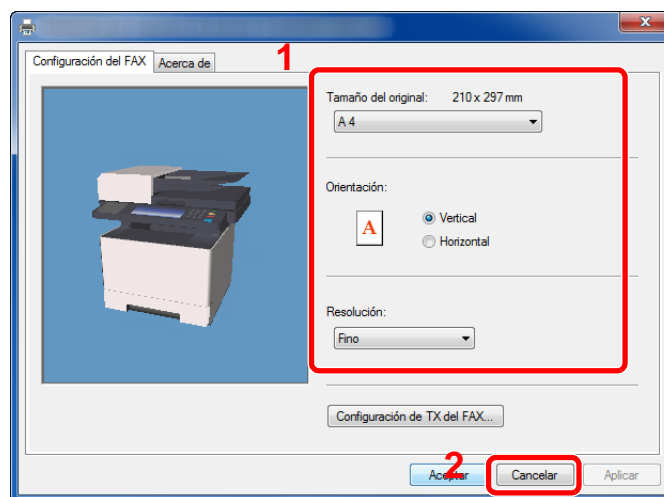 Configuración del FAX
Acerca de
1
Tamaño del original: 210 x 297 mm
A4
Orientación:
A
Vertical
Horizontal
Resolución:
Fino
Configuración de TX del FAX...
2
Aceptar
Cancelar
Aplicar